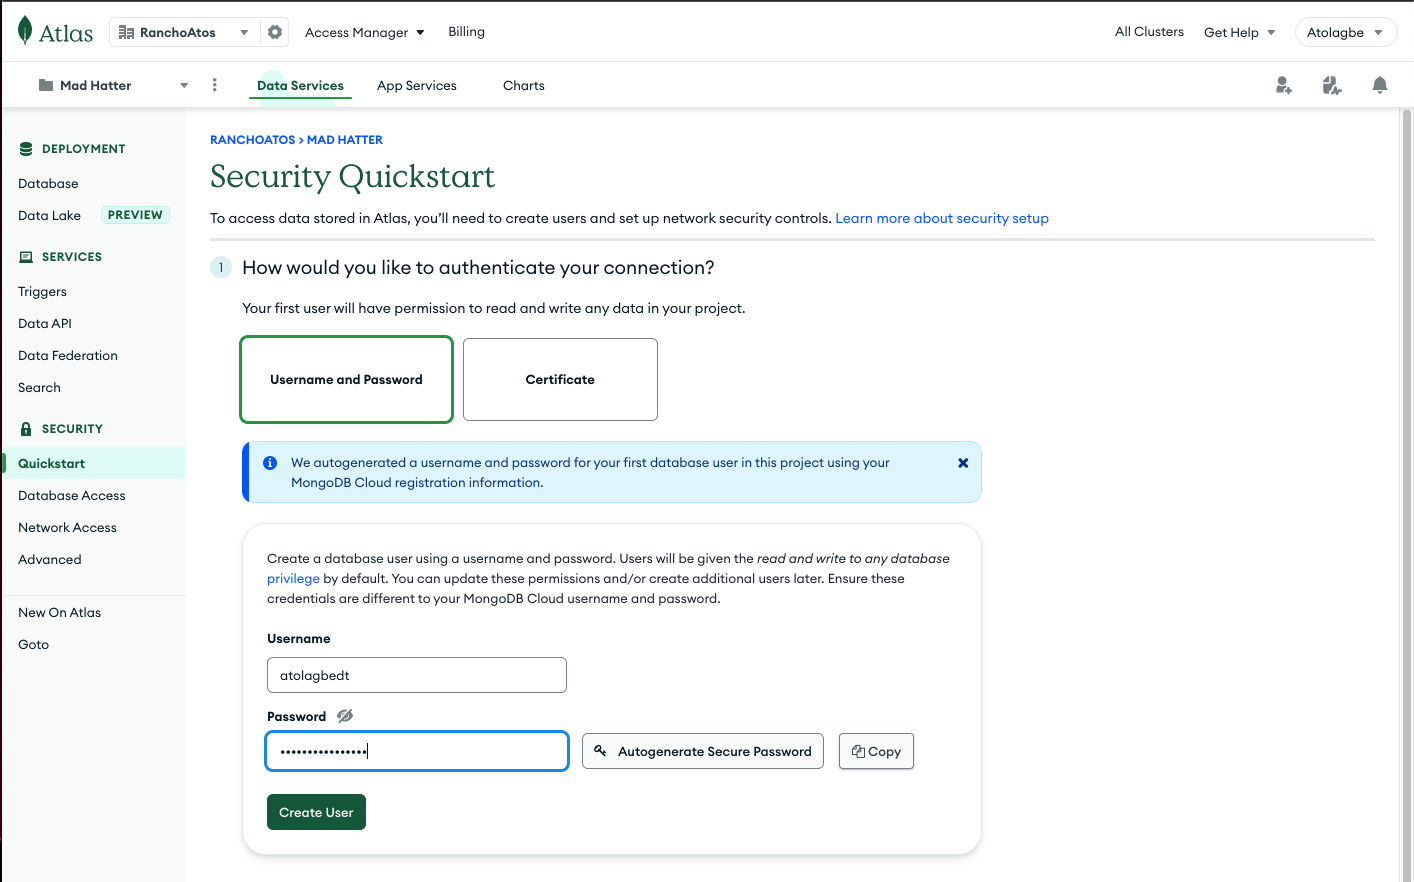 Atlas
RanchoAtos
Access Manager
Billing
All Clusters
Get Help
Atolagbe
Mad Hatter
Data Services
App Services
Charts
DEPLOYMENT
Database
Data Lake PREVIEW
SERVICES
Triggers
Data API
Data Federation
Search
SECURITY
Quickstart
Database Access
Network Access
Advanced
New On Atlas
Goto
RANCHOATOS > MAD HATTER
Security Quickstart
To access data stored in Atlas, you’ll need to create users and set up network security controls. Learn more about security setup
1 How would you like to authenticate your connection?
Your first user will have permission to read and write any data in your project.
Username and Password
Certificate
We autogenerated a username and password for your first database user in this project using your
MongoDB Cloud registration information.
Create a database user using a username and password. Users will be given the read and write to any database
privilege by default. You can update these permissions and/or create additional users later. Ensure these
credentials are different to your MongoDB Cloud username and password.
Username
atolagbedt
Password
••••••••••••••••
Autogenerate Secure Password
Copy
Create User